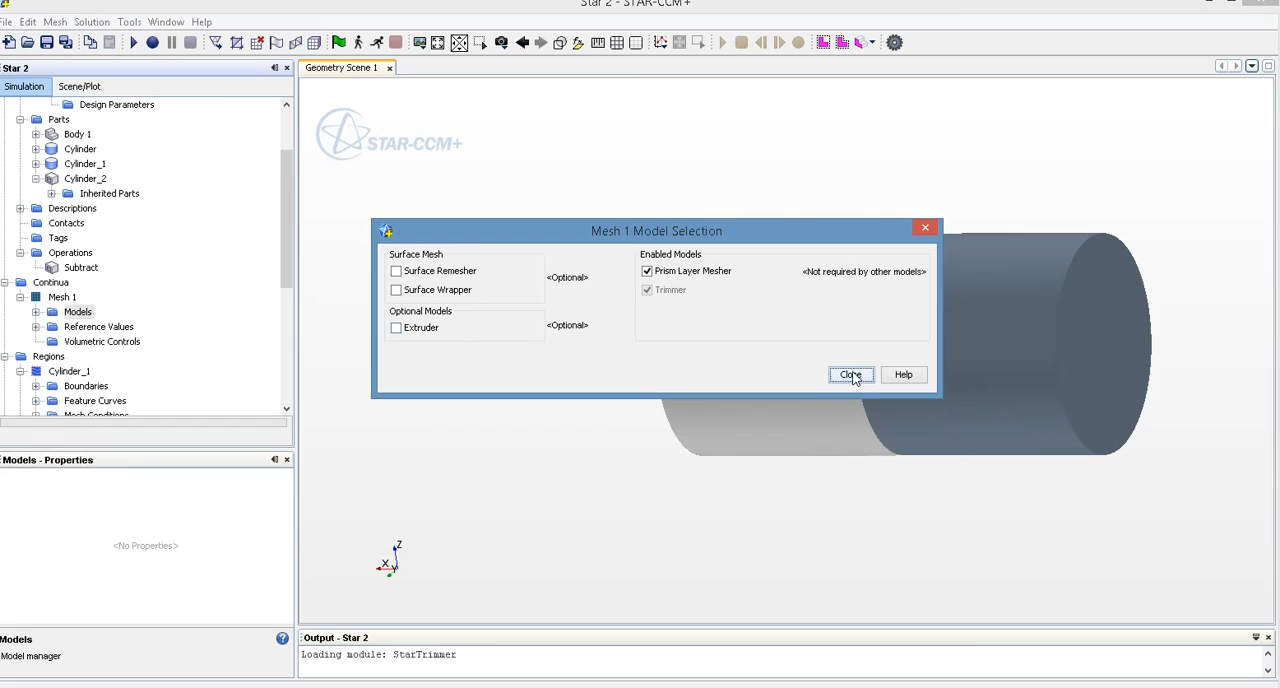 Star 2 - STAR-CCM+
File Edit Mesh Solution Tools Window Help
Star 2
Geometry Scene 1
Simulation Scene/Plot
Design Parameters
Parts
Body 1
Cylinder
Cylinder_1
Cylinder_2
Inherited Parts
Descriptions
Contacts
Tags
Operations
Subtract
Continua
Mesh 1
Models
Reference Values
Volumetric Controls
Regions
Cylinder_1
Boundaries
Feature Curves
Mesh Conditions
STAR-CCM+
Mesh 1 Model Selection
Surface Mesh
Surface Remesher
Surface Wrapper
<Optional>
Optional Models
Extruder
<Optional>
Enabled Models
Prism Layer Mesher
<Not required by other models>
Trimmer
Close
Help
Models - Properties
<No Properties>
Models
Model manager
Z
X
Y
Output - Star 2
Loading module: StarTrimmer